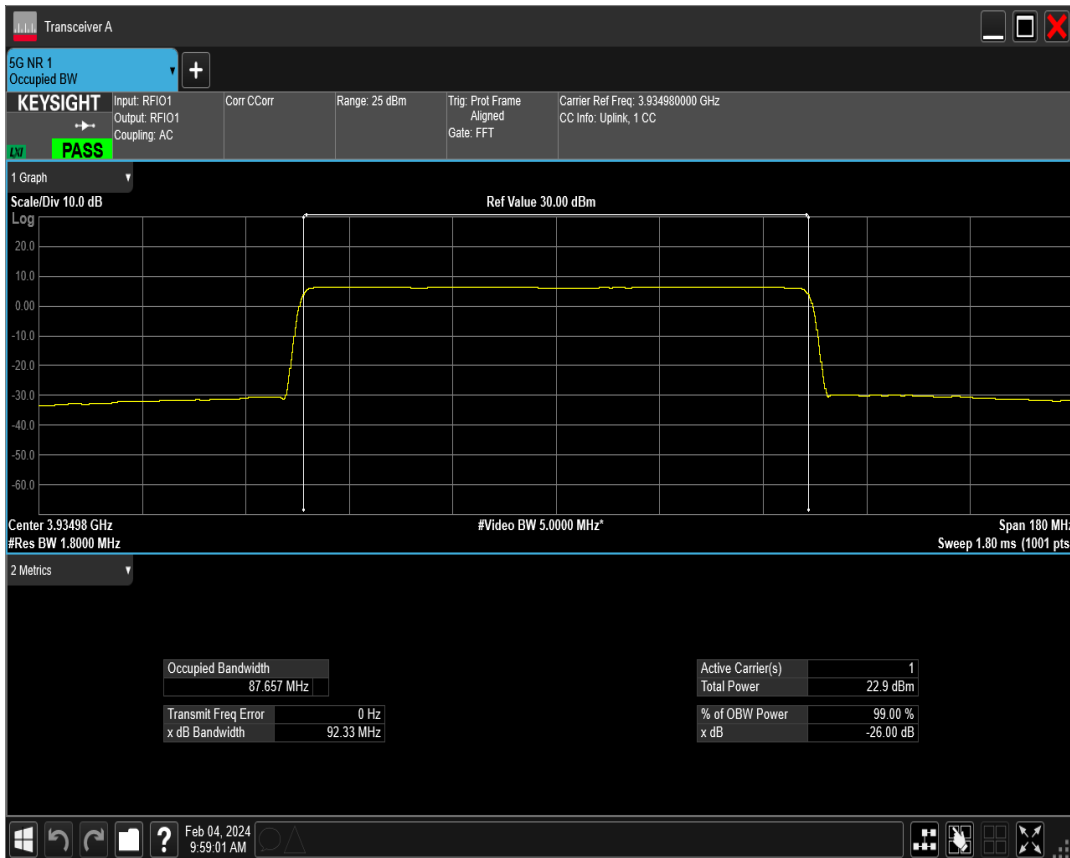 Transceiver A
5G NR 1
Occupied BW
+
KEYSIGHT
LXI
PASS
Input: RFIO1
Output: RFIO1
Coupling: AC
Corr CCorr
Range: 25 dBm
Trig: Prot Frame
Aligned
Gate: FFT
Carrier Ref Freq: 3.934980000 GHz
CC Info: Uplink, 1 CC
1 Graph
Scale/Div 10.0 dB
Ref Value 30.00 dBm
Log
20.0
10.0
0.00
-10.0
-20.0
-30.0
-40.0
-50.0
-60.0
Center 3.93498 GHz
#Video BW 5.0000 MHz*
Span 180 MHz
#Res BW 1.8000 MHz
Sweep 1.80 ms (1001 pts
2 Metrics
Occupied Bandwidth
87.657 MHz
Transmit Freq Error 0 Hz
x dB Bandwidth 92.33 MHz
Active Carrier(s) 1
Total Power 22.9 dBm
% of OBW Power 99.00 %
x dB -26.00 dB
?
Feb 04, 2024
9:59:01 AM